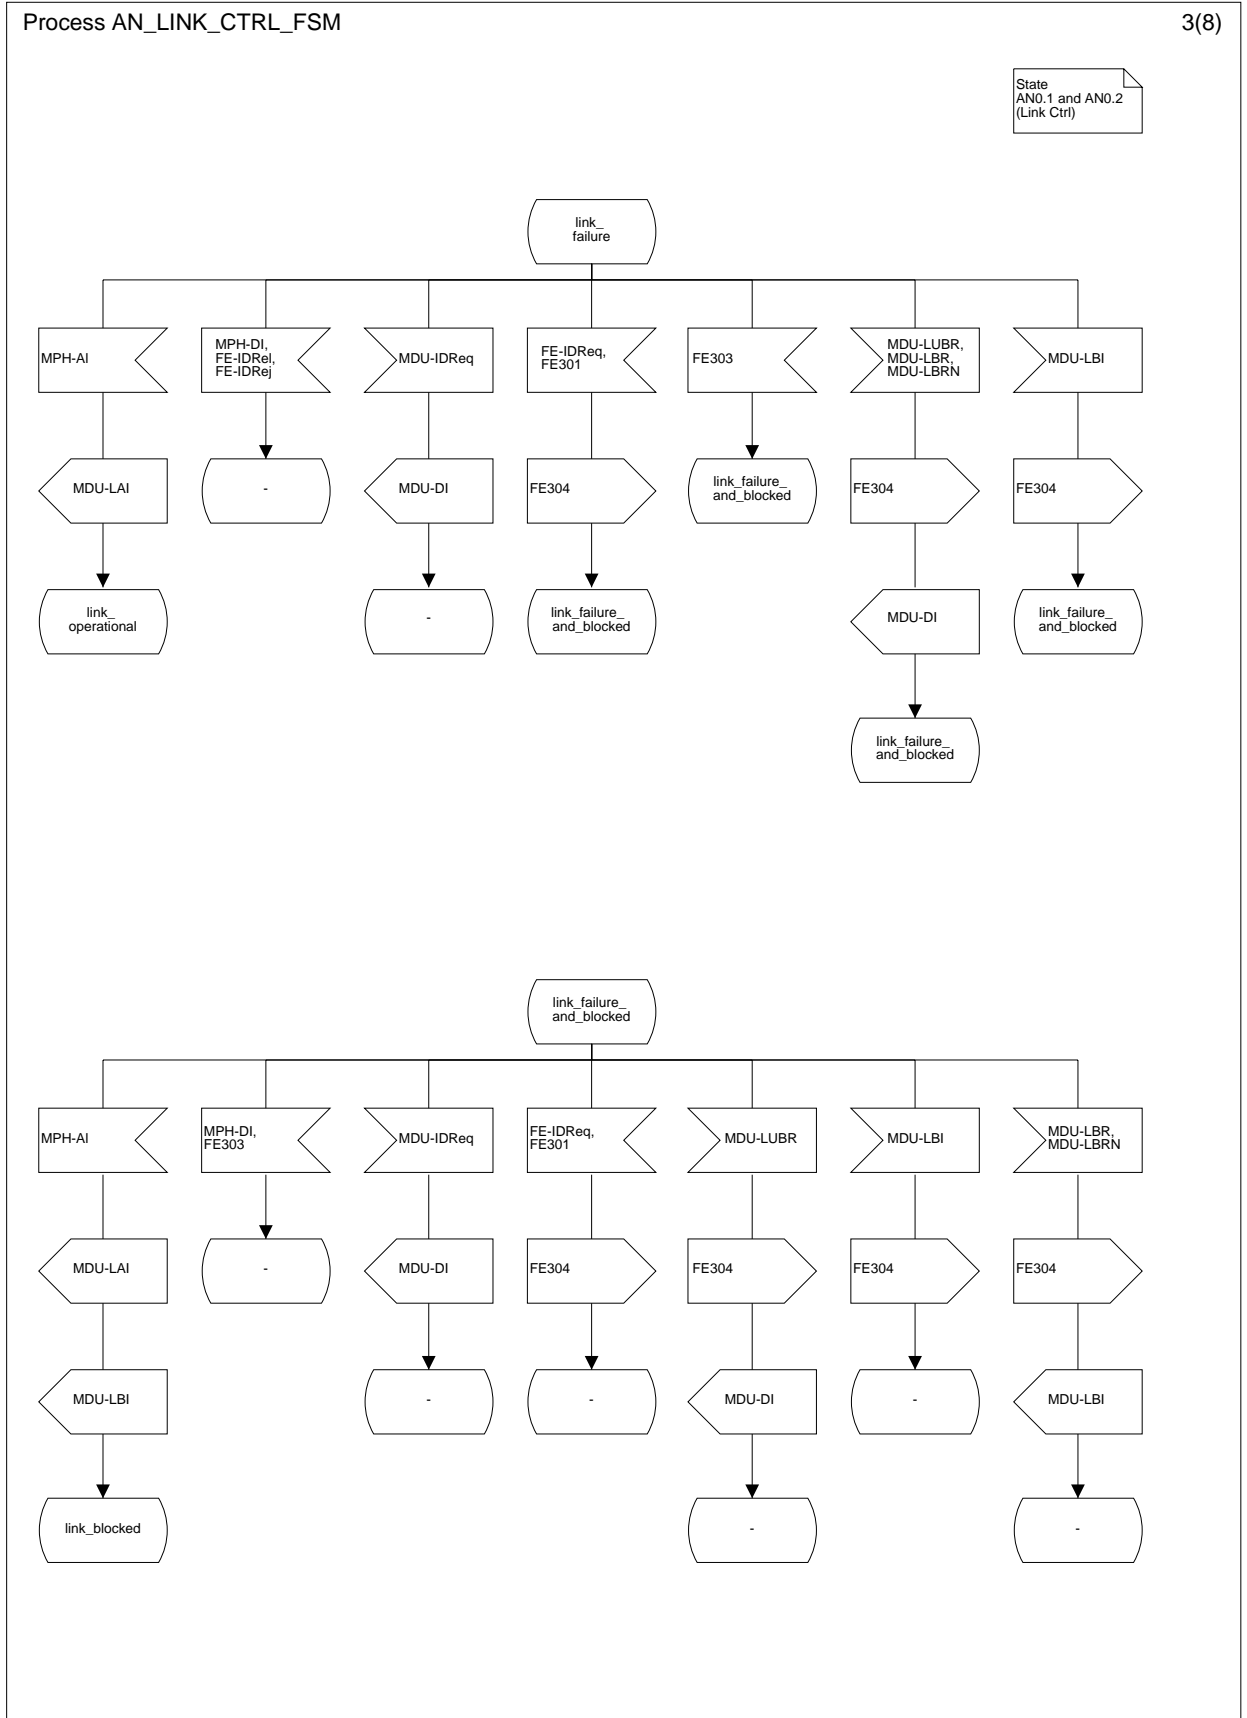 Process AN_LINK_CTRL_FSM
3(8)
State
AN0.1 and AN0.2
(Link Ctrl)
link_
failure
MPH-AI
MPH-DI,
FE-IDRel,
FE-IDRej
MDU-IDReq
FE-IDReq,
FE301
FE303
MDU-LUBR,
MDU-LBR,
MDU-LBRN
MDU-LBI
MDU-LAI
-
MDU-DI
FE304
link_failure_
and_blocked
FE304
FE304
link_
operational
-
link_failure_
and_blocked
MDU-DI
link_failure_
and_blocked
link_failure_
and_blocked
link_failure_
and_blocked
MPH-AI
MPH-DI,
FE303
MDU-IDReq
FE-IDReq,
FE301
MDU-LUBR
MDU-LBI
MDU-LBR,
MDU-LBRN
MDU-LAI
-
MDU-DI
FE304
FE304
FE304
FE304
MDU-LBI
-
-
MDU-DI
-
MDU-LBI
link_blocked
-
-